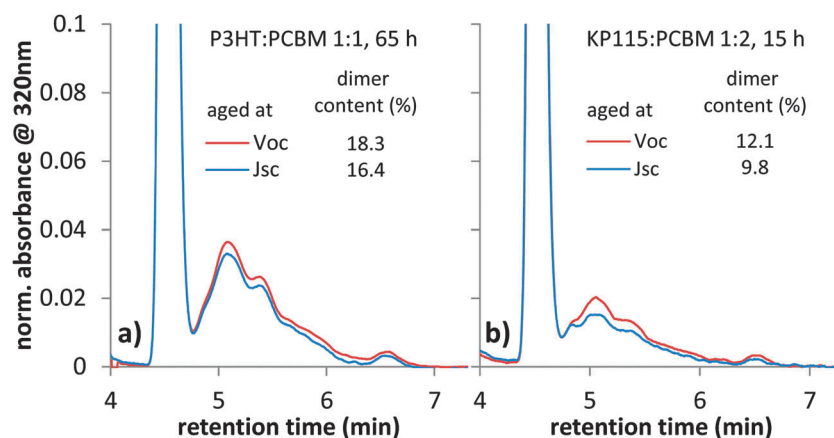 P3HT:PCBM 1:1, 65 h
dimer
aged at content (%)
Voc 18.3
Jsc 16.4
a)
KP115:PCBM 1:2, 15 h
dimer
aged at content (%)
Voc 12.1
Jsc 9.8
b)
norm. absorbance @ 320nm
0.1
0.08
0.06
0.04
0.02
0
4 5 6 7
retention time (min)
4 5 6 7
retention time (min)